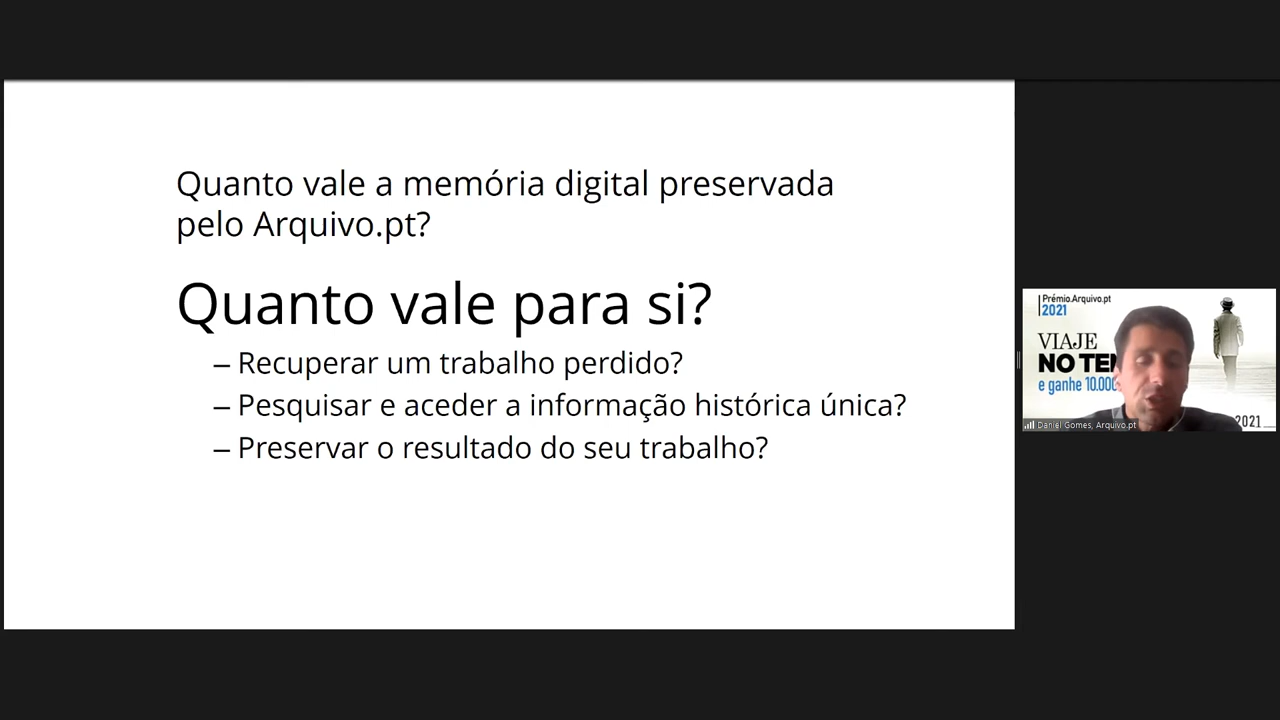 Quanto vale a memória digital preservada
pelo Arquivo.pt?
Quanto vale para si?
– Recuperar um trabalho perdido?
– Pesquisar e aceder a informação histórica única?
– Preservar o resultado do seu trabalho?
Prémio.Arquivo.pt
2021
VIAJE
NO TE
e ganhe 10.000
2021
Daniel Gomes, Arquivo.pt